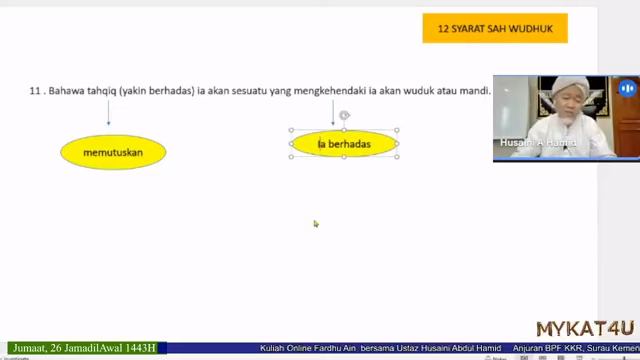 12 SYARAT SAH WUDHUK
11 . Bahawa tahqiq (yakin berhadas) ia akan sesuatu yang mengkehendaki ia akan wuduk atau mandi.
memutuskan
ia berhadas
Husaini A Hamid
MYKAT4U
Jumaat, 26 JamadilAwal 1443H
Kuliah Online Fardhu Ain bersama Ustaz Husaini Abdul Hamid Anjuran BPF KKR, Surau Kemen